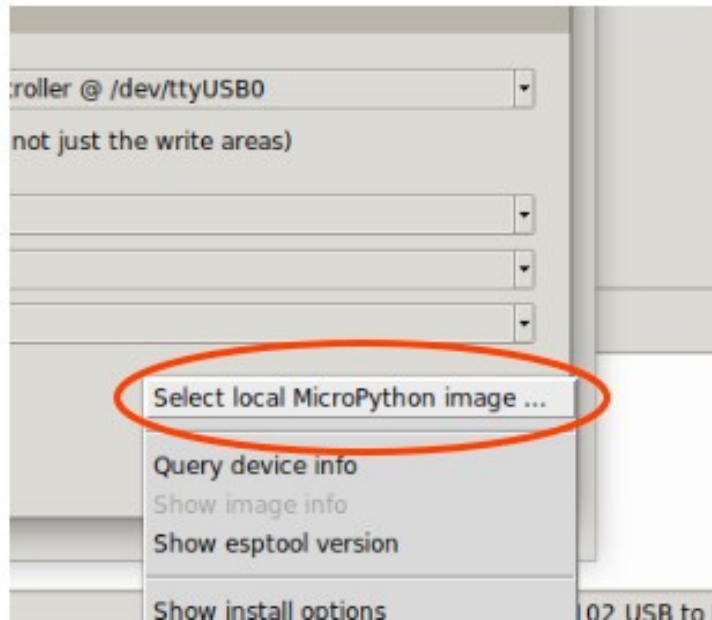 roller @ /dev/ttyUSB0
not just the write areas)
Select local MicroPython image ...
Query device info
Show image info
Show esptool version
Show install options
102 USB to